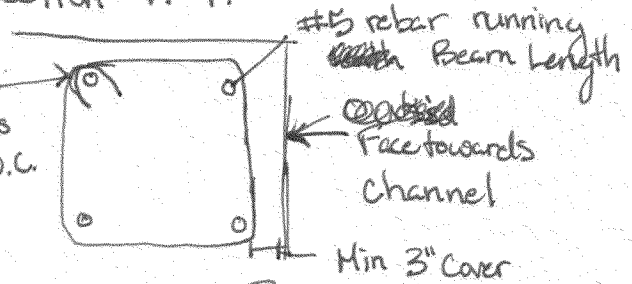 #5 rebar running
Beam Length
Face towards
O.C.
Channel
Min 3" Cover